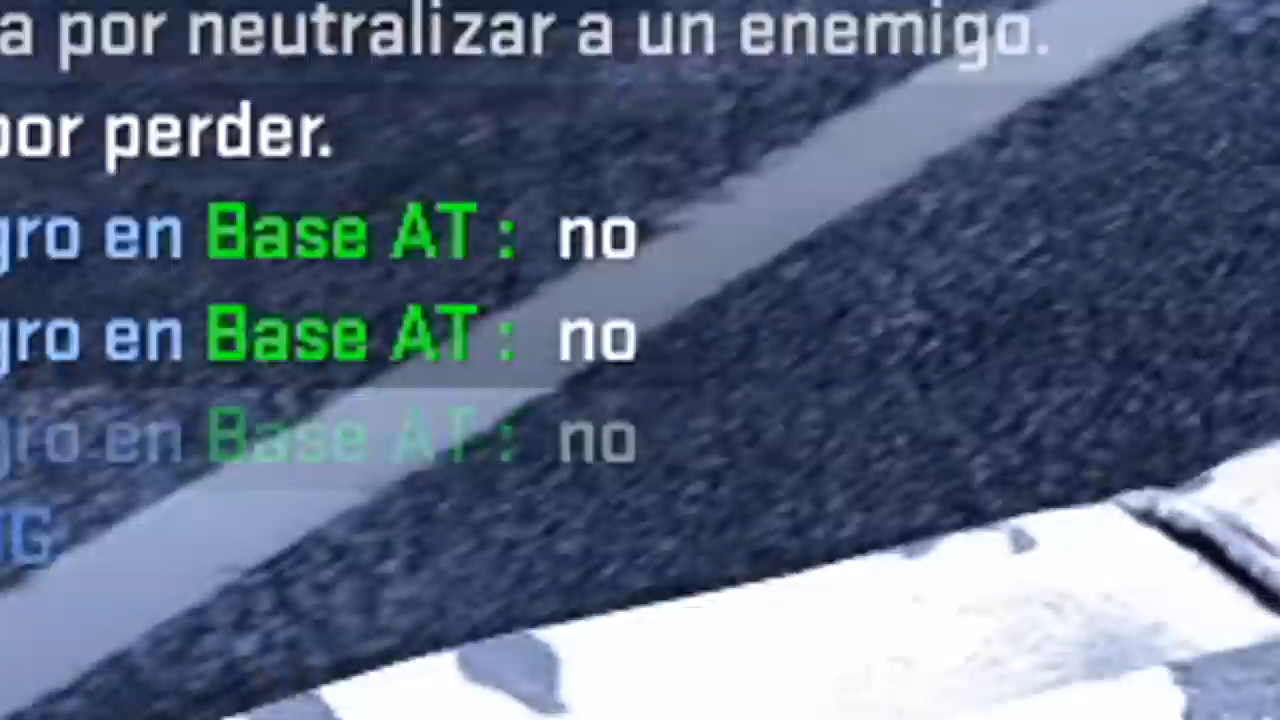 a por neutralizar a un enemigo.
por perder.
gro en Base AT : no
gro en Base AT : no
gro en Base AT : no